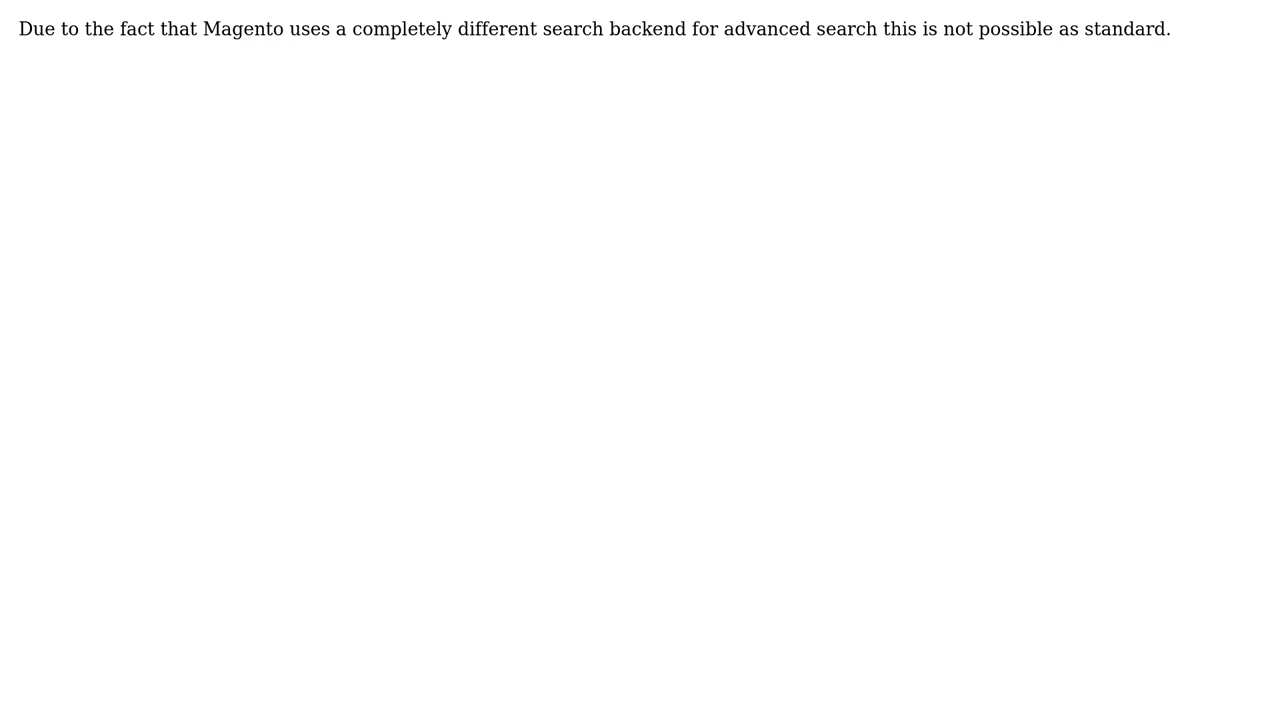 Due to the fact that Magento uses a completely different search backend for advanced search this is not possible as standard.